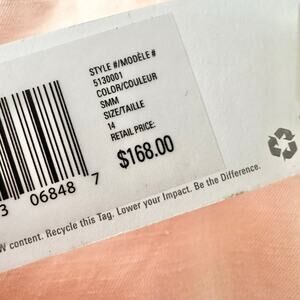 STYLE #/MODÈLE #
5130001
COLOR/COULEUR
SMM
SIZE/TAILLE
14
RETAIL PRICE:
$168.00
3 06848 7
content. Recycle this Tag. Lower your Impact. Be the Difference.